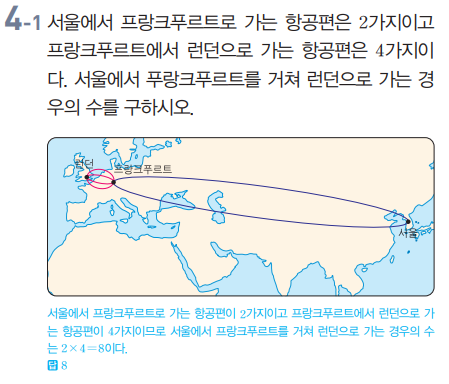 4-1 서울에서 프랑크푸르트로 가는 항공편은 2가지이고
프랑크푸르트에서 런던으로 가는 항공편은 4가지이
다. 서울에서 푸랑크푸르트를 거쳐 런던으로 가는 경
우의 수를 구하시오.
런던
프랑크푸르트
서울
서울에서 프랑크푸르트로 가는 항공편이 2가지이고 프랑크푸르트에서 런던으로 가
는 항공편이 4가지이므로 서울에서 프랑크푸르트를 거쳐 런던으로 가는 경우의 수
는 2×4=8이다.
답 8